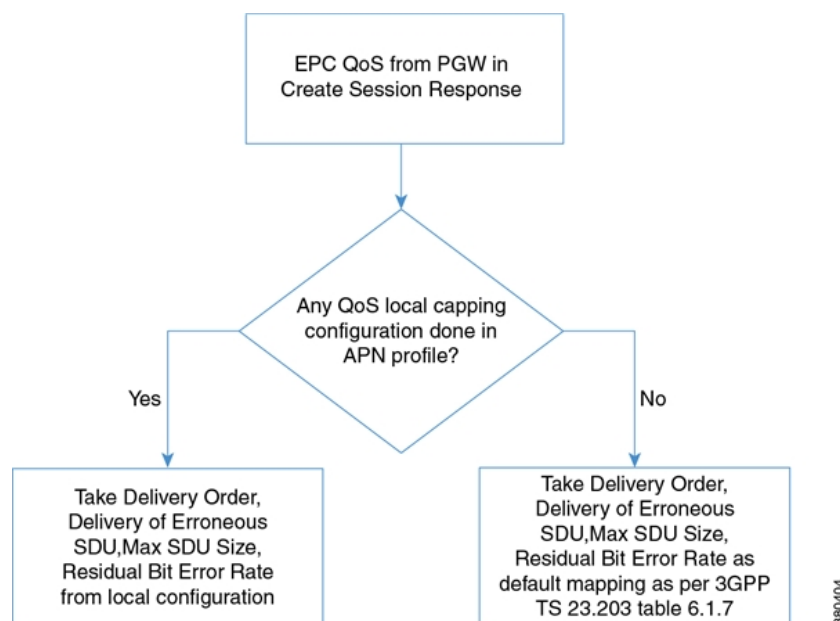 EPC QoS from PGW in
Create Session Response
Any QoS local capping
configuration done in
APN profile?
Yes
No
Take Delivery Order,
Delivery of Erroneous
SDU,Max SDU Size,
Residual Bit Error Rate
from local configuration
Take Delivery Order,
Delivery of Erroneous
SDU,Max SDU Size,
Residual Bit Error Rate as
default mapping as per 3GPP
TS 23.203 table 6.1.7